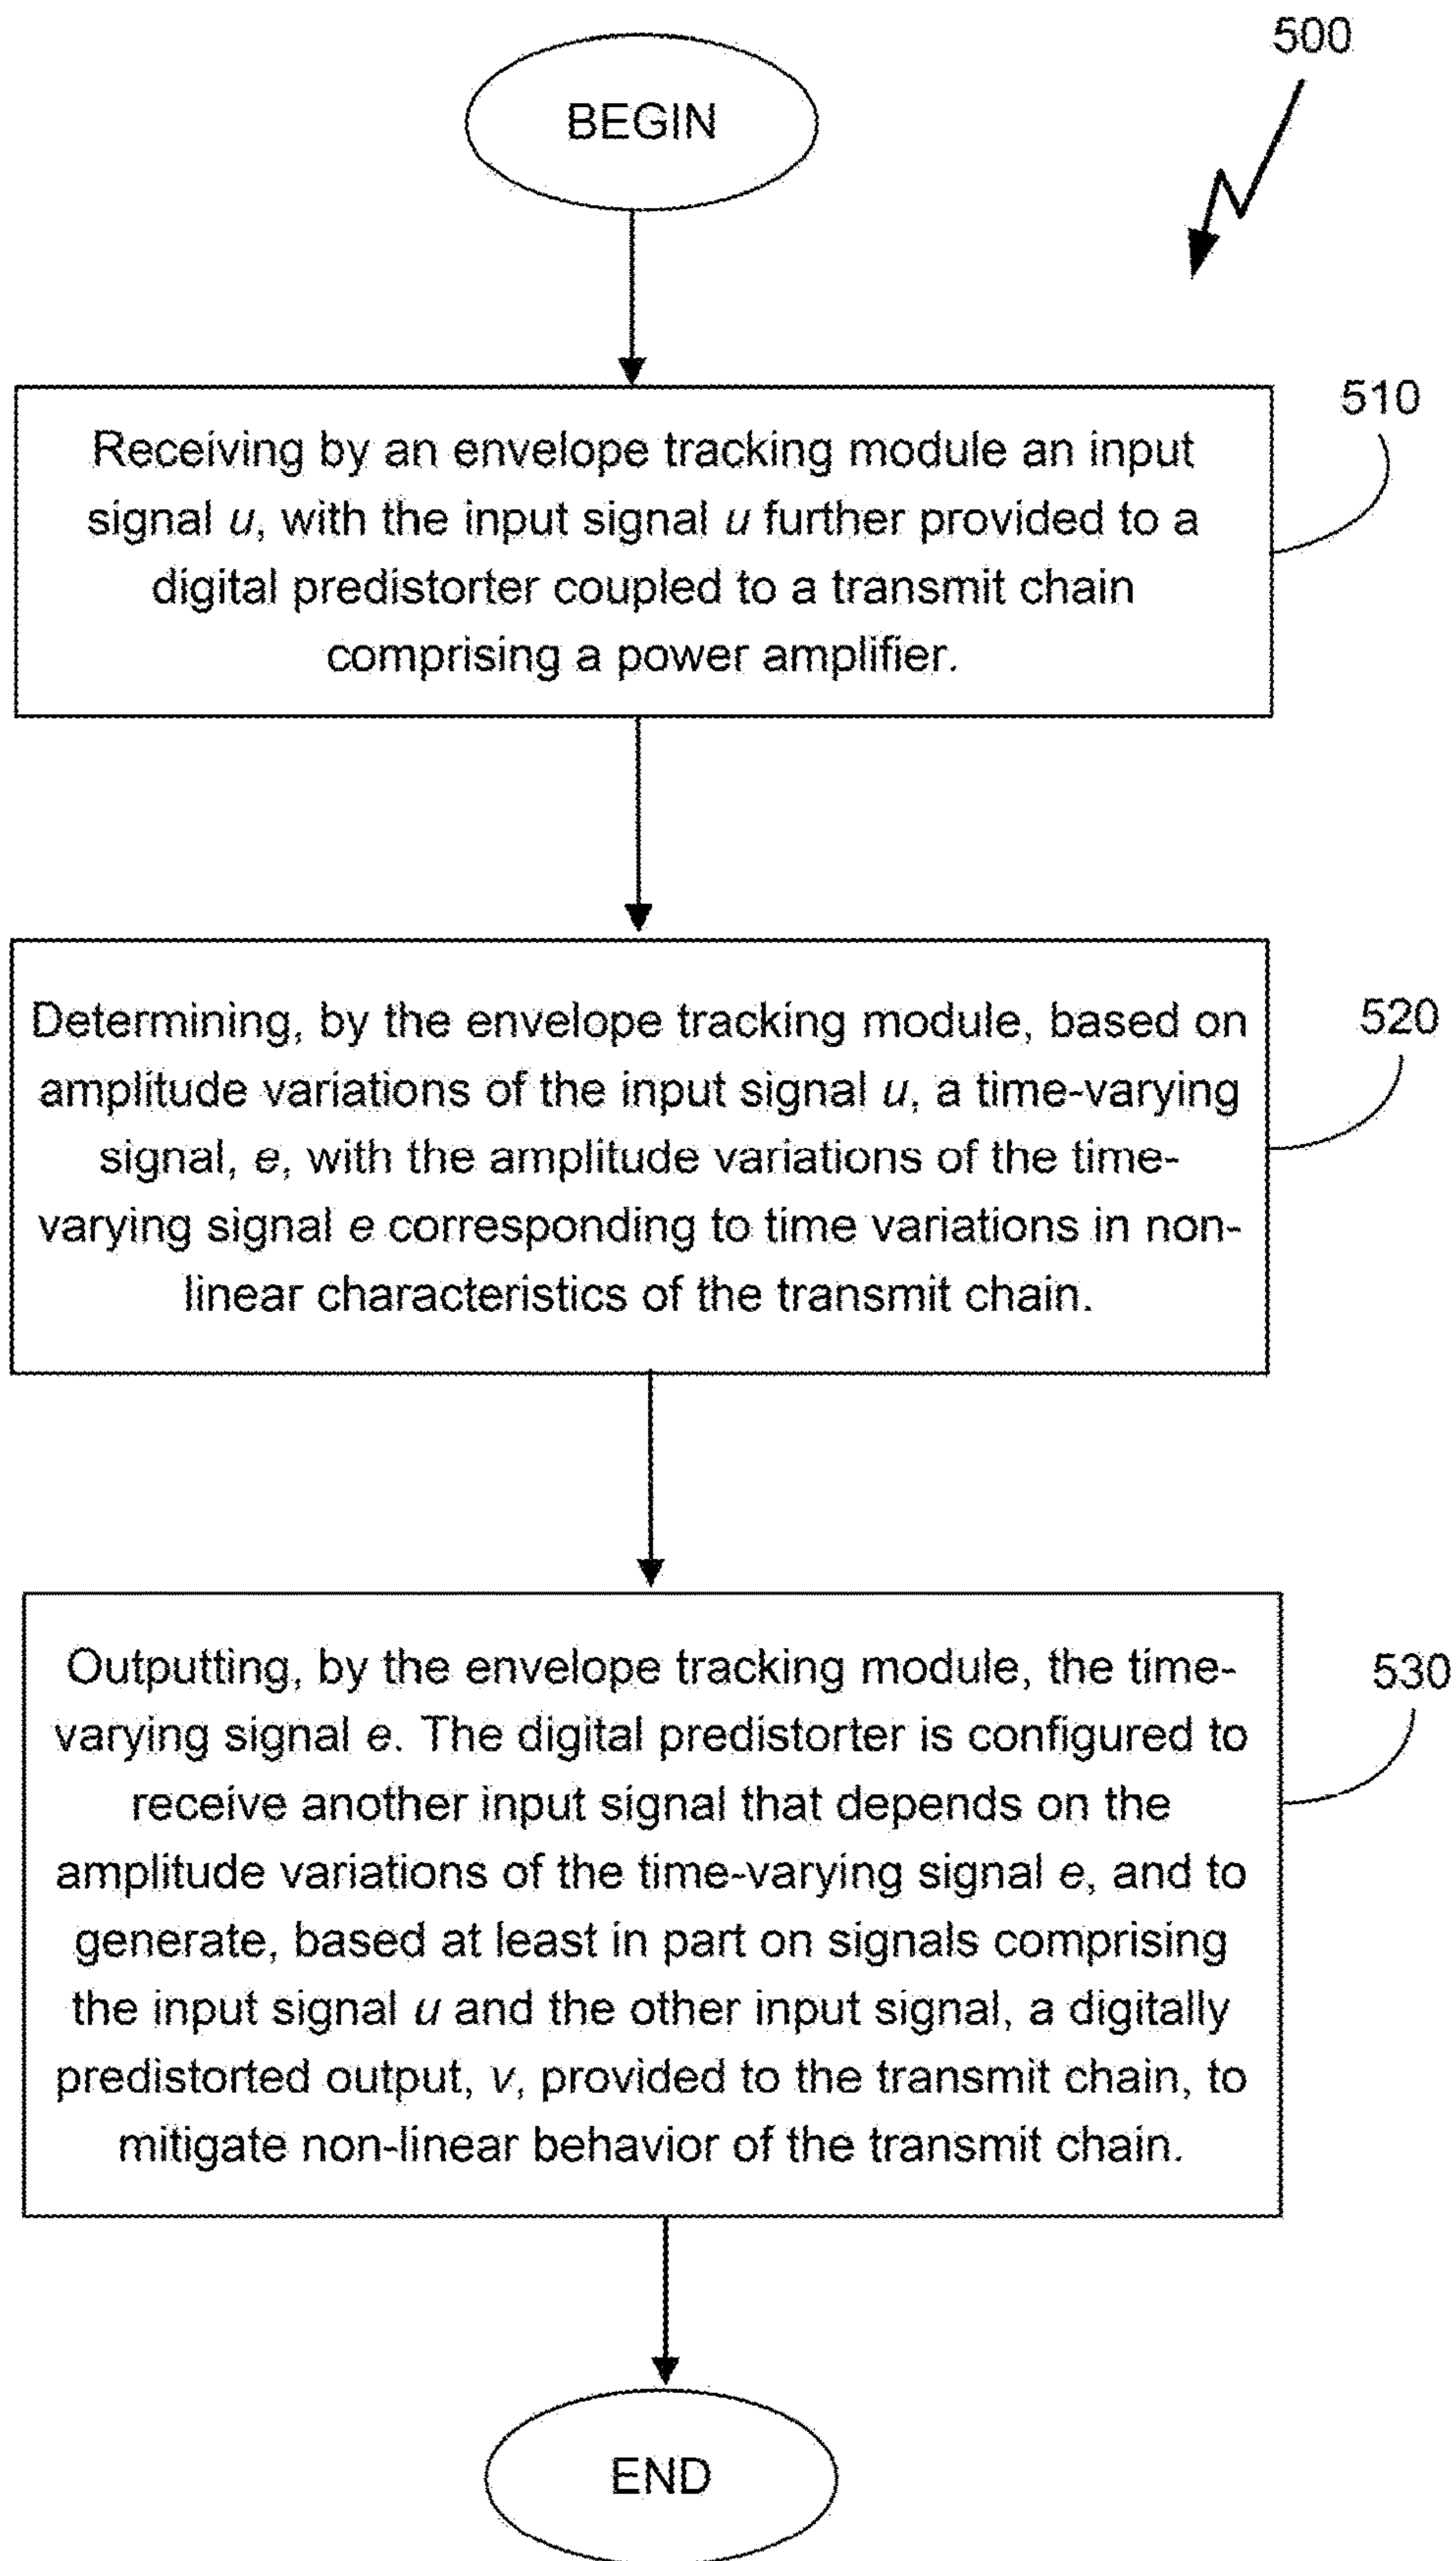 500
BEGIN
510
Receiving by an envelope tracking module an input
signal u, with the input signal u further provided to a
digital predistorter coupled to a transmit chain
comprising a power amplifier.
520
Determining, by the envelope tracking module, based on
amplitude variations of the input signal u, a time-varying
signal, e, with the amplitude variations of the time-
varying signal e corresponding to time variations in non-
linear characteristics of the transmit chain.
530
Outputting, by the envelope tracking module, the time-
varying signal e. The digital predistorter is configured to
receive another input signal that depends on the
amplitude variations of the time-varying signal e, and to
generate, based at least in part on signals comprising
the input signal u and the other input signal, a digitally
predistorted output, v, provided to the transmit chain, to
mitigate non-linear behavior of the transmit chain.
END